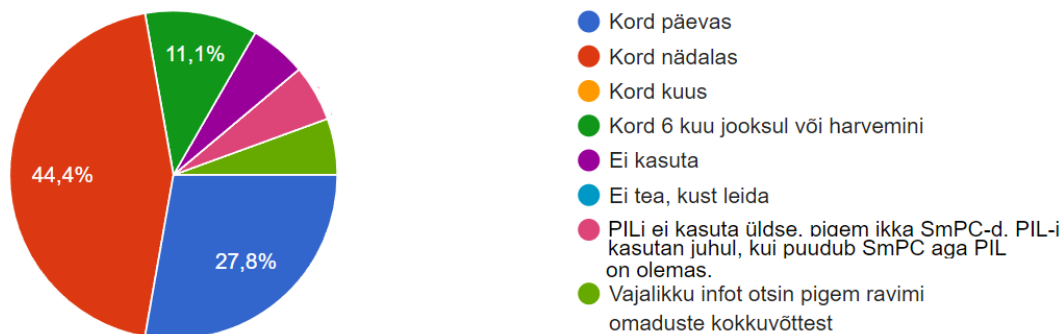 11,1%
44,4%
27,8%
Kord päevas
Kord nädalas
Kord kuus
Kord 6 kuu jooksul või harvemini
Ei kasuta
Ei tea, kust leida
PILi ei kasuta üldse, pigem ikka SmPC-d. PIL-i
kasutan juhul, kui puudub SmPC aga PIL
on olemas.
Vajalikku infot otsin pigem ravimi
omaduste kokkuvõttest